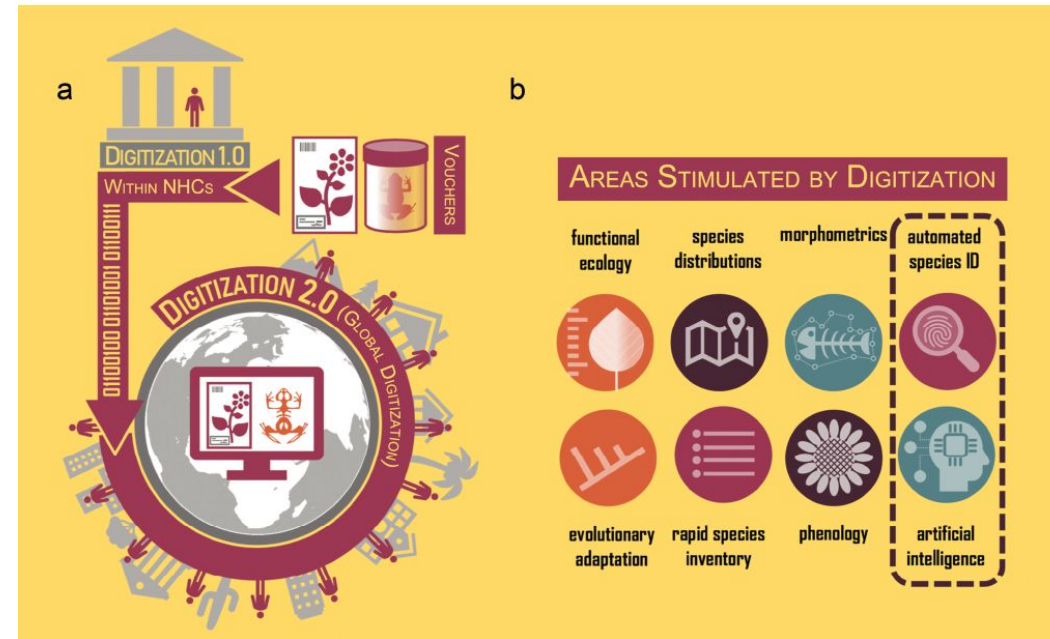 a
DIGITIZATION 1.0
WITHIN NHCS
VOUCHERS
01100100 01101001 01100111
DIGITIZATION 2.0 (GLOBAL DIGITIZATION)
b
AREAS STIMULATED BY DIGITIZATION
functional
ecology
species
distributions
morphometrics
automated
species ID
evolutionary
adaptation
rapid species
inventory
phenology
artificial
intelligence